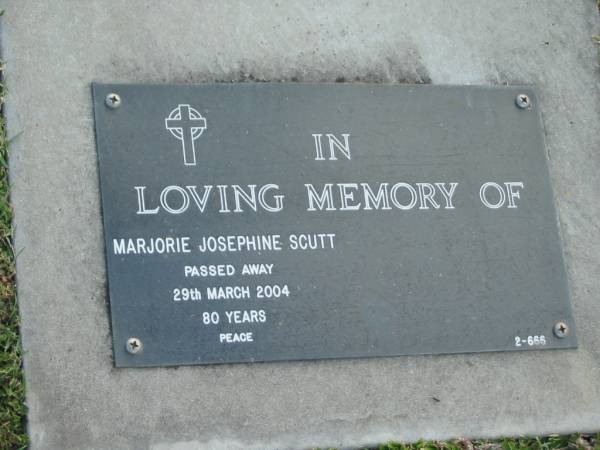 IN
LOVING MEMORY OF
MARJORIE JOSEPHINE SCUTT
PASSED AWAY
29th MARCH 2004
80 YEARS
PEACE
2-666